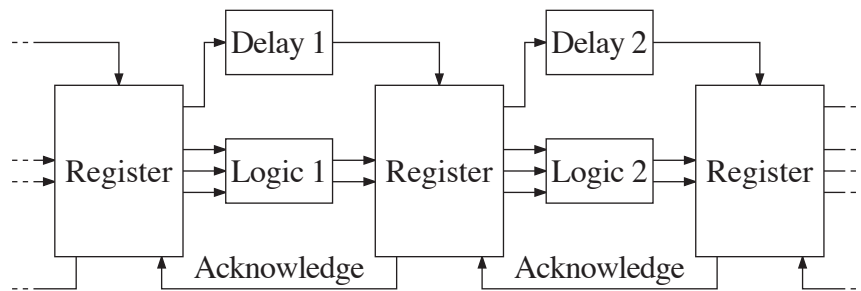 Delay 1
Delay 2
Register
Logic 1
Register
Logic 2
Register
Acknowledge
Acknowledge